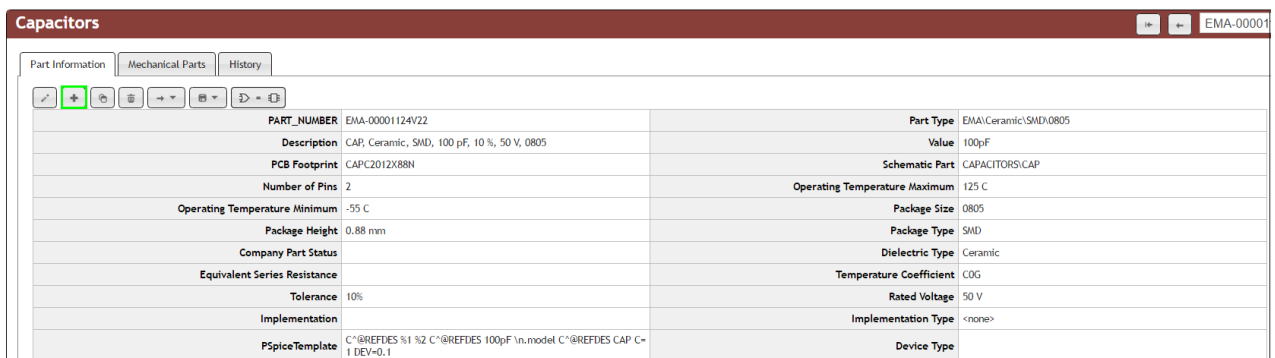 Capacitors
EMA-00001
Part Information Mechanical Parts History
PART_NUMBER EMA-00001124V22 Part Type EMA\Ceramic\SMD\0805
Description CAP, Ceramic, SMD, 100 pF, 10 %, 50 V, 0805 Value 100pF
PCB Footprint CAPC2012X88N Schematic Part CAPACITORS\CAP
Number of Pins 2 Operating Temperature Maximum 125 C
Operating Temperature Minimum -55 C Package Size 0805
Package Height 0.88 mm Package Type SMD
Company Part Status Dielectric Type Ceramic
Equivalent Series Resistance Temperature Coefficient C0G
Tolerance 10% Rated Voltage 50 V
Implementation Implementation Type <none>
PSpiceTemplate C^@REFDES %1 %2 C^@REFDES 100pF \n.model C^@REFDES CAP C=
1 DEV=0.1 Device Type